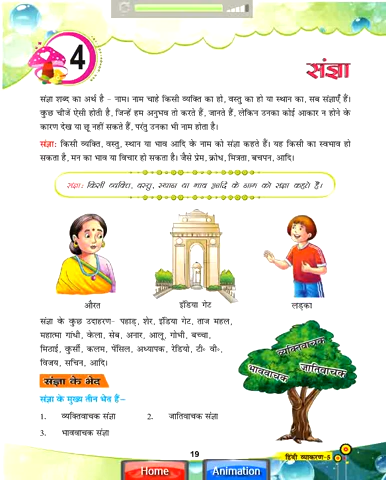 4
संज्ञा
संज्ञा शब्द का अर्थ है - नाम। नाम चाहे किसी व्यक्ति का हो, वस्तु का हो या स्थान का, सब संज्ञाएँ हैं।
कुछ चीजें ऐसी होती है, जिन्हें हम अनुभव तो करते हैं, जानते हैं, लेकिन उनका कोई आकार न होने के
कारण देख या छू नहीं सकते हैं, परंतु उनका भी नाम होता है।
संज्ञा: किसी व्यक्ति, वस्तु, स्थान या भाव आदि के नाम को संज्ञा कहते हैं। यह किसी का स्वभाव हो
सकता है, मन का भाव या विचार हो सकता है। जैसे प्रेम, क्रोध, मित्रता, बचपन, आदि।
संज्ञा: किसी व्यक्ति, वस्तु, स्थान या भाव आदि के नाम को संज्ञा कहते हैं।
औरत
इंडिया गेट
लड़का
संज्ञा के कुछ उदाहरण- पहाड़, शेर, इंडिया गेट, ताज महल,
महात्मा गांधी, केला, सेब, अनार, आलू, गोभी, बच्चा,
मिठाई, कुर्सी, कलम, पेंसिल, अध्यापक, रेडियो, टी॰ वी॰,
विजय, सचिन, आदि।
व्यक्तिवाचक
भाववाचक
जातिवाचक
संज्ञा के भेद
संज्ञा के मुख्य तीन भेद हैं-
1. व्यक्तिवाचक संज्ञा 2. जातिवाचक संज्ञा
3. भाववाचक संज्ञा
19
हिंदी व्याकरण-5
Home
Animation